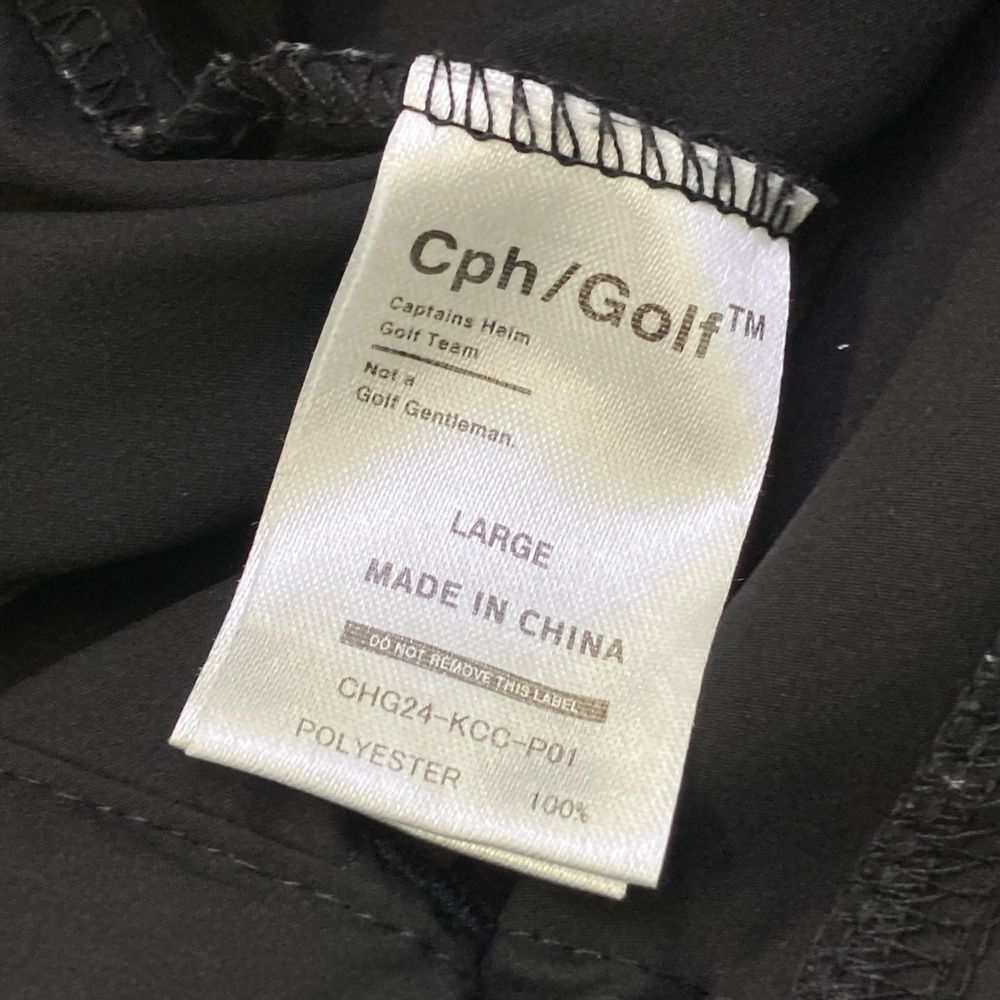 Cph/Golf™
Captains Helm
Golf Team
Not a
Golf Gentleman.
LARGE
MADE IN CHINA
DO NOT REMOVE THIS LABEL
CHG24-KCC-P01
POLYESTER 100%